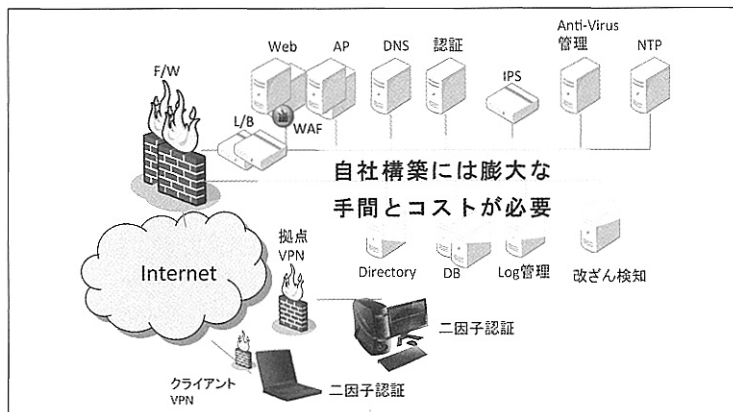 Anti-Virus
管理
Web
AP
DNS
認証
NTP
F/W
IPS
L/B
WAF
自社構築には膨大な
手間とコストが必要
拠点
VPN
Internet
Directory
DB
Log管理
改ざん検知
二因子認証
クライアント
VPN
二因子認証